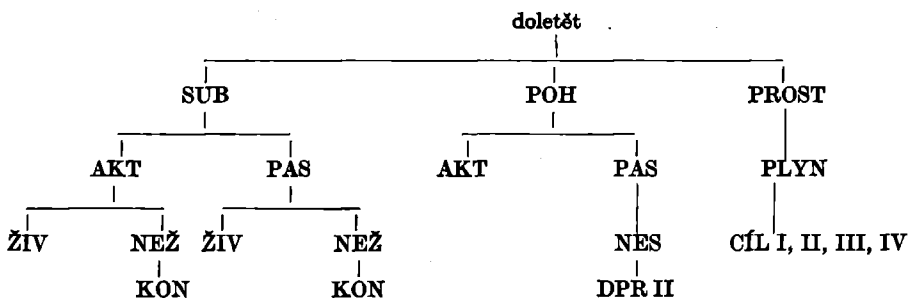 doletět
SUB POH PROST
AKT PAS AKT PAS PLYN
ŽIV NEŽ ŽIV NEŽ NES CÍL I, II, III, IV
KON KON DPR II